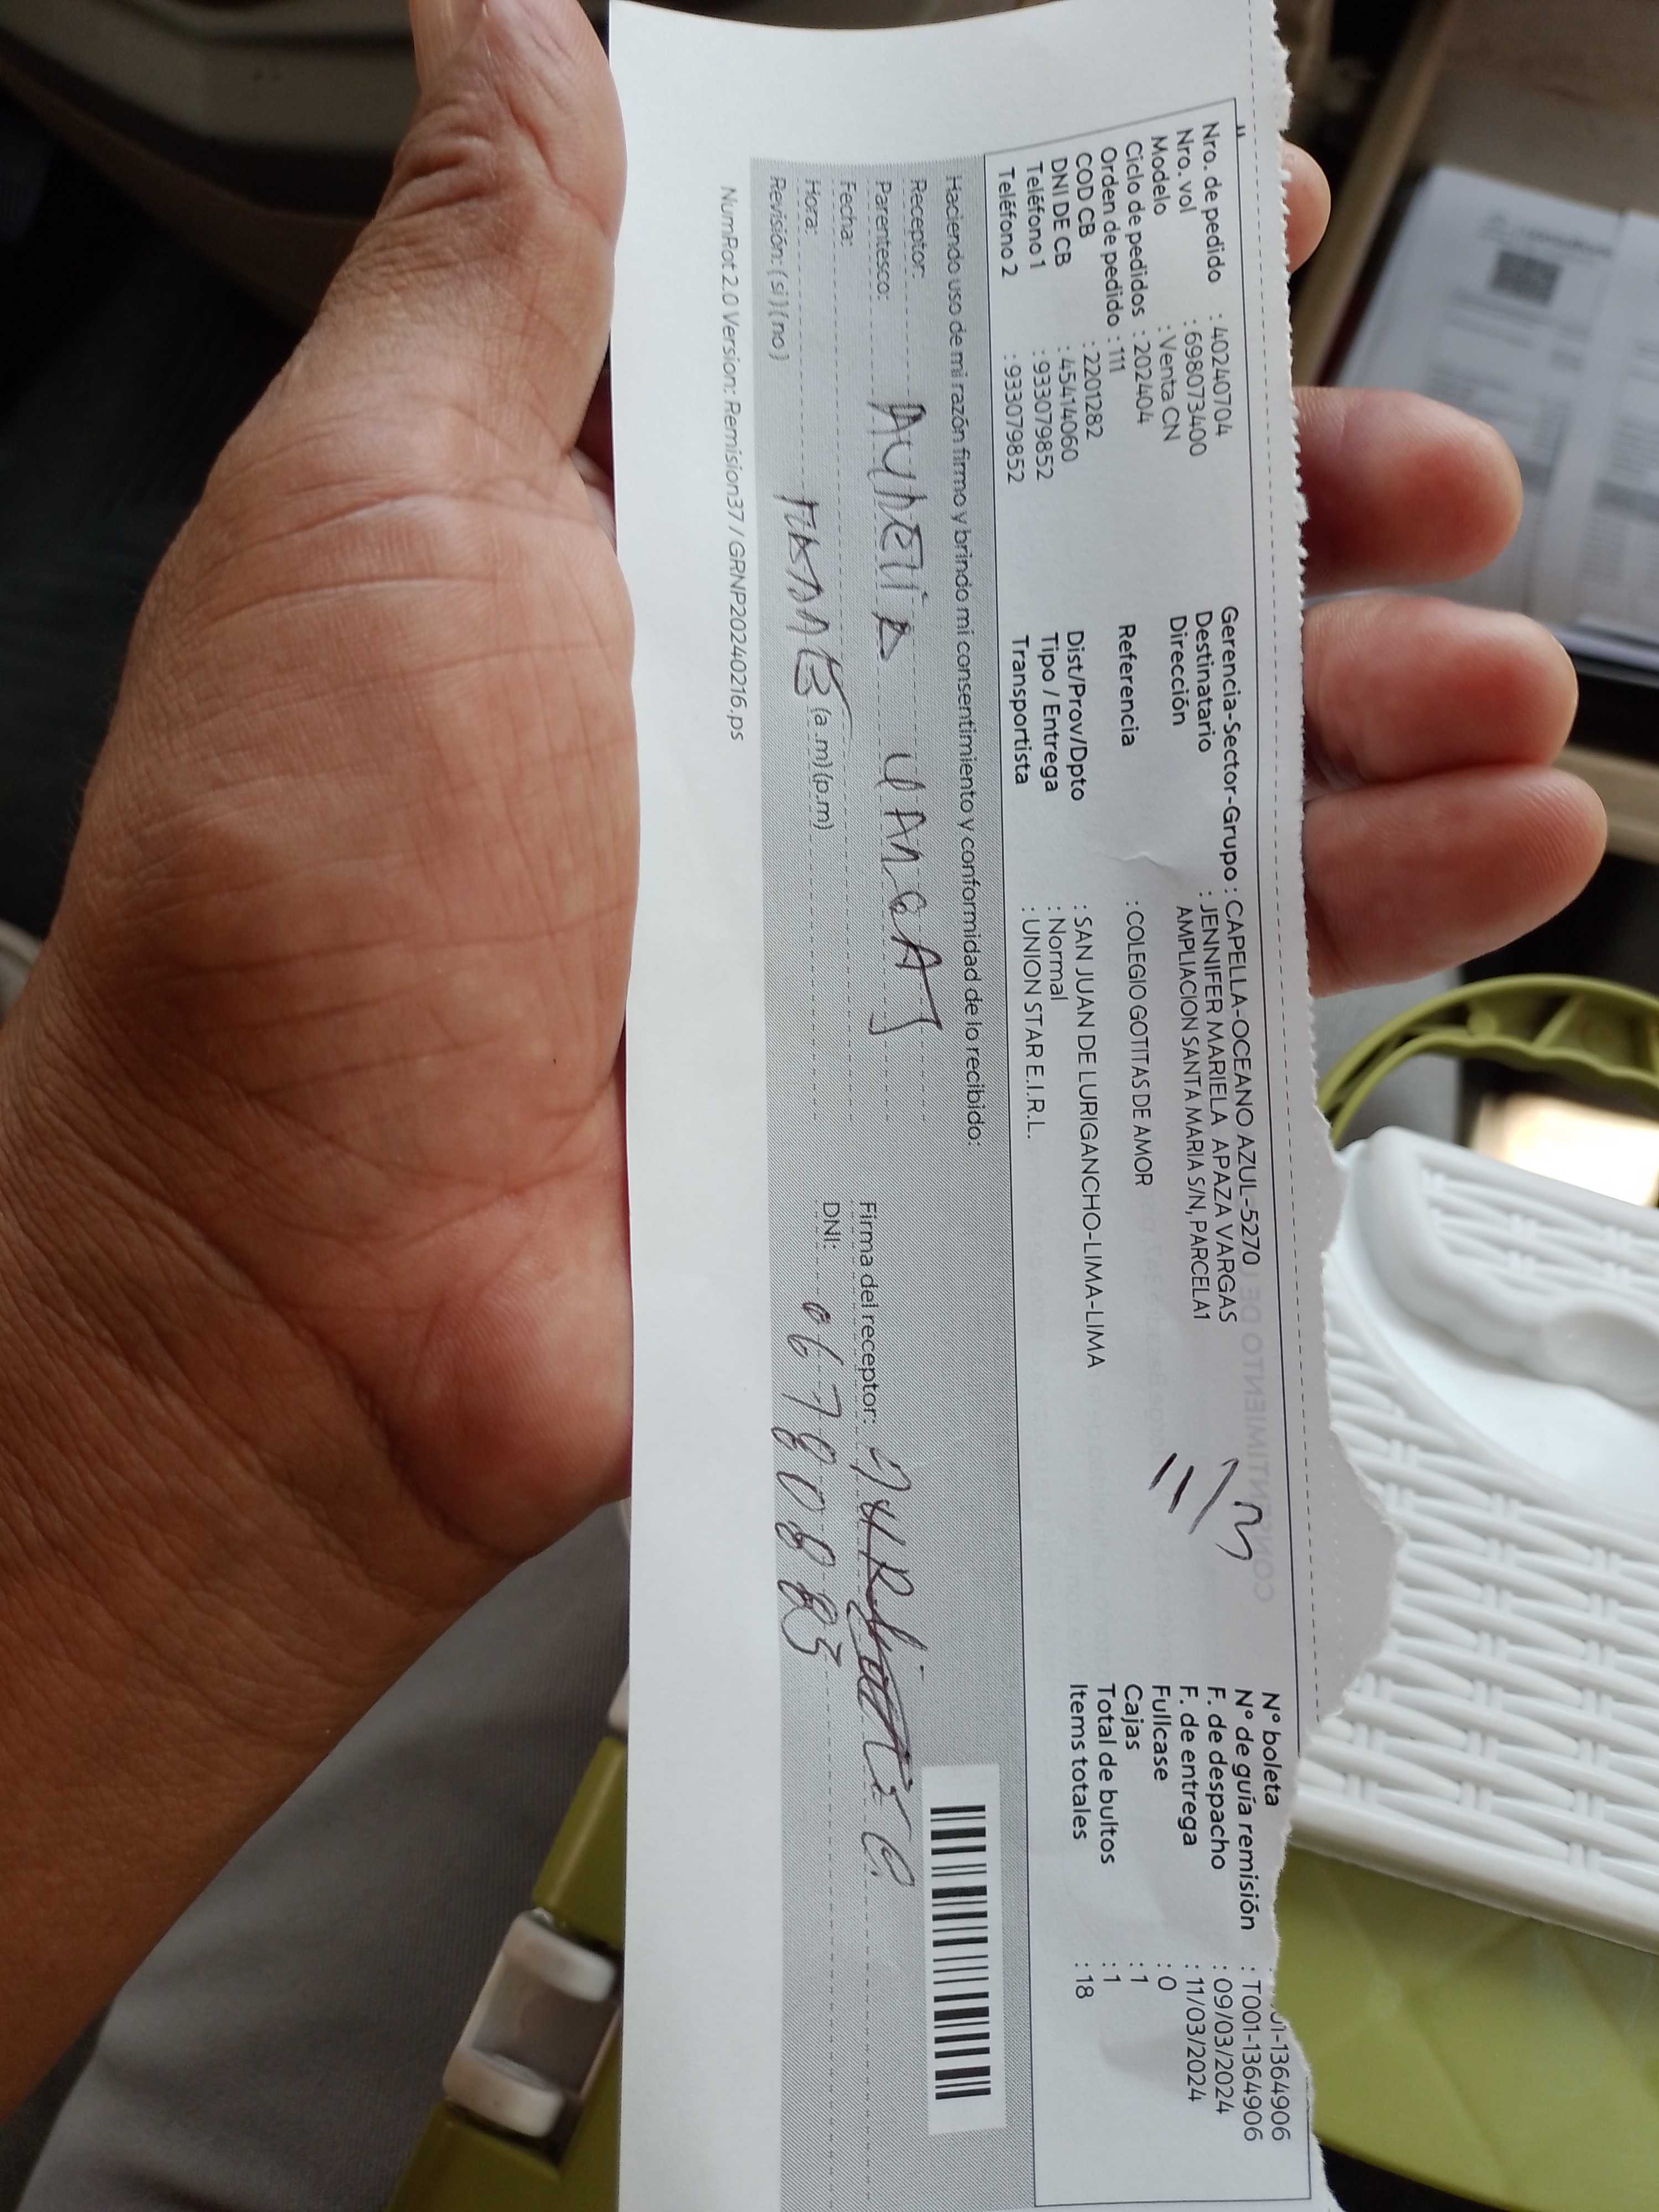 Nro. de pedido : 40240704
Nro. vol : 698073400
Modelo : Venta CN
Ciclo de pedidos : 202404
Orden de pedido : 111
COD CB : 2201282
DNI DE CB : 45414060
Teléfono 1 : 933079852
Teléfono 2 : 933079852
Gerencia-Sector-Grupo : CAPELLA-OCEANO AZUL-5270
Destinatario : JENNIFER MARIELA APAZA VARGAS
Dirección AMPLIACION SANTA MARIA S/N, PARCELA1
Referencia : COLEGIO GOTITAS DE AMOR
Dist/Prov/Dpto : SAN JUAN DE LURIGANCHO-LIMA-LIMA
Tipo / Entrega : Normal
Transportista : UNION STAR E.I.R.L.
N° boleta 1-1364906
N° de guía remisión : T001-1364906
F. de despacho : 09/03/2024
F. de entrega : 11/03/2024
Fullcase : 0
Cajas : 1
Total de bultos : 1
Items totales : 18
Haciendo uso de mi razón firmo y brindo mi consentimiento y conformidad de lo recibido:
Receptor:
Parentesco:
Fecha:
Hora: (a.m)(p.m)
Revisión: ( si ) ( no )
Firma del receptor:
DNI: 06780883
NumRot 2.0 Version: Remision37 / GRNP20240216.ps